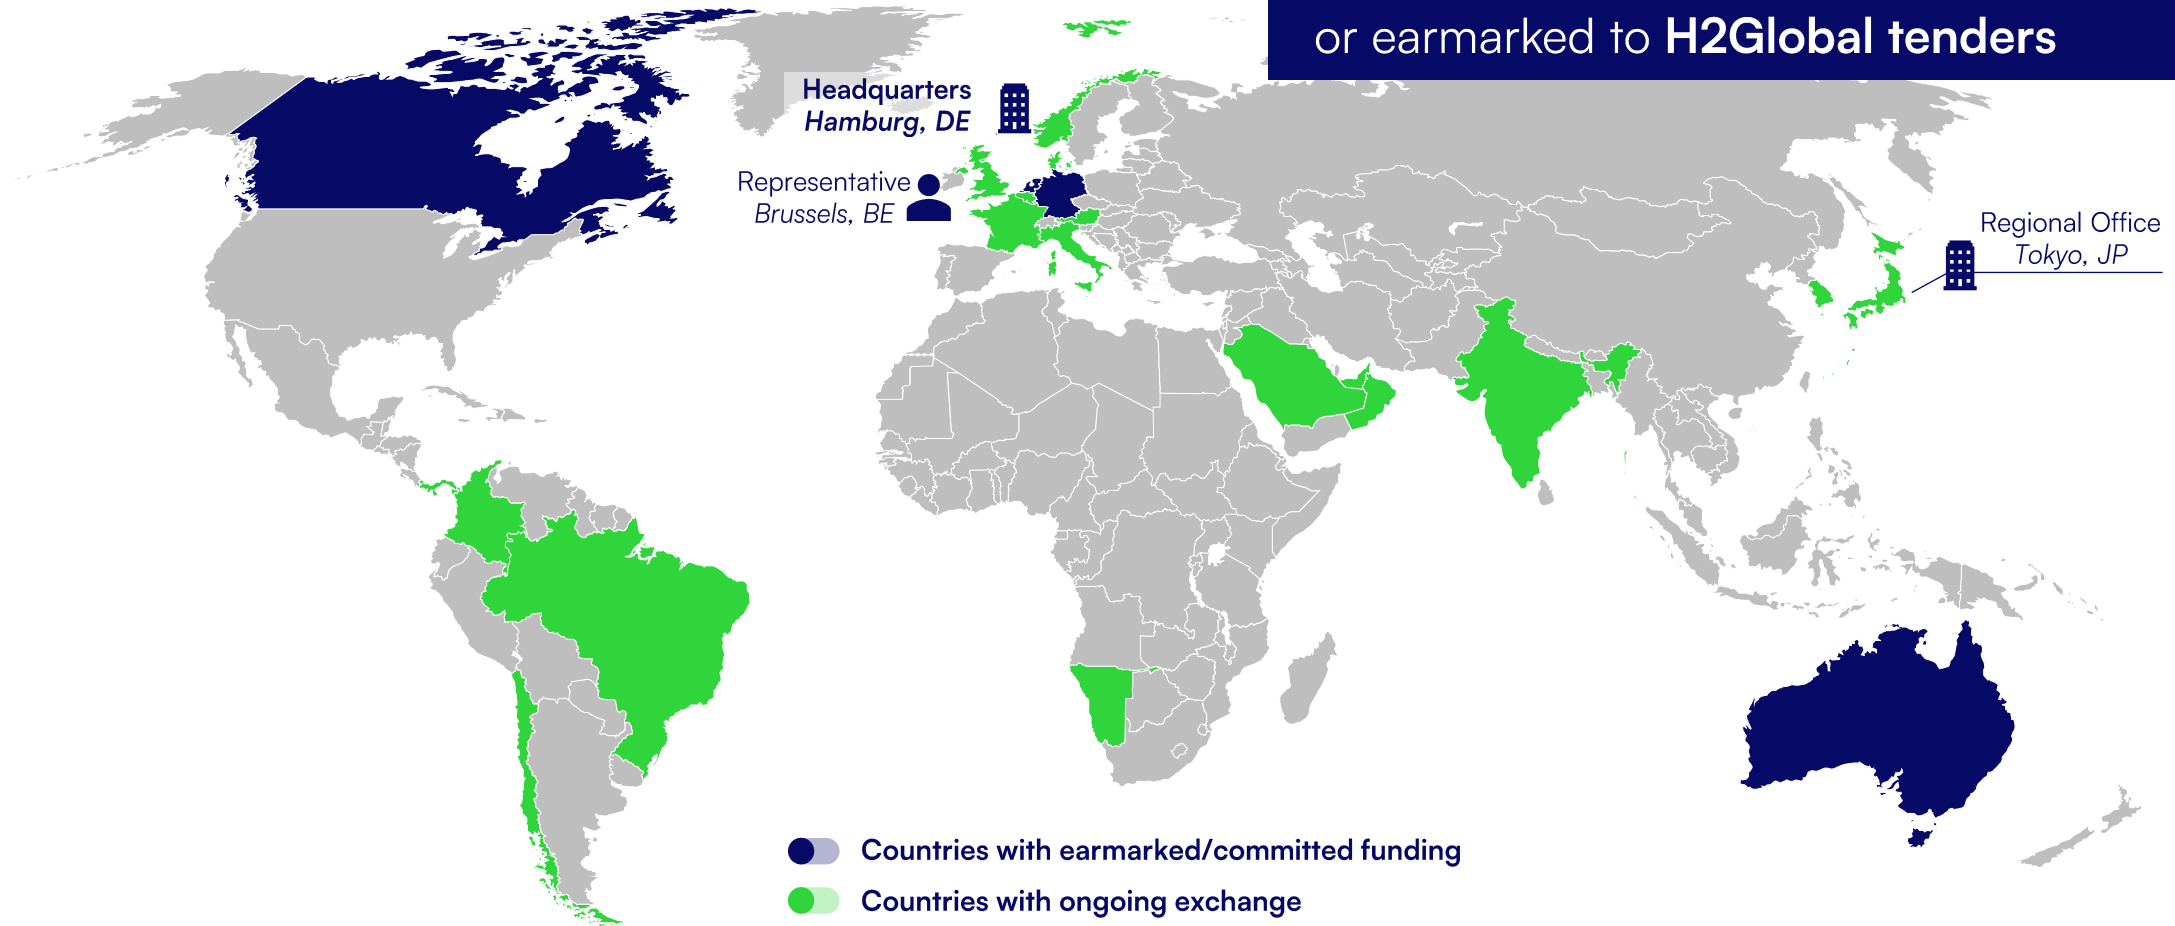 or earmarked to H2Global tenders
Headquarters
Hamburg, DE
Representative
Brussels, BE
Regional Office
Tokyo, JP
Countries with earmarked/committed funding
Countries with ongoing exchange